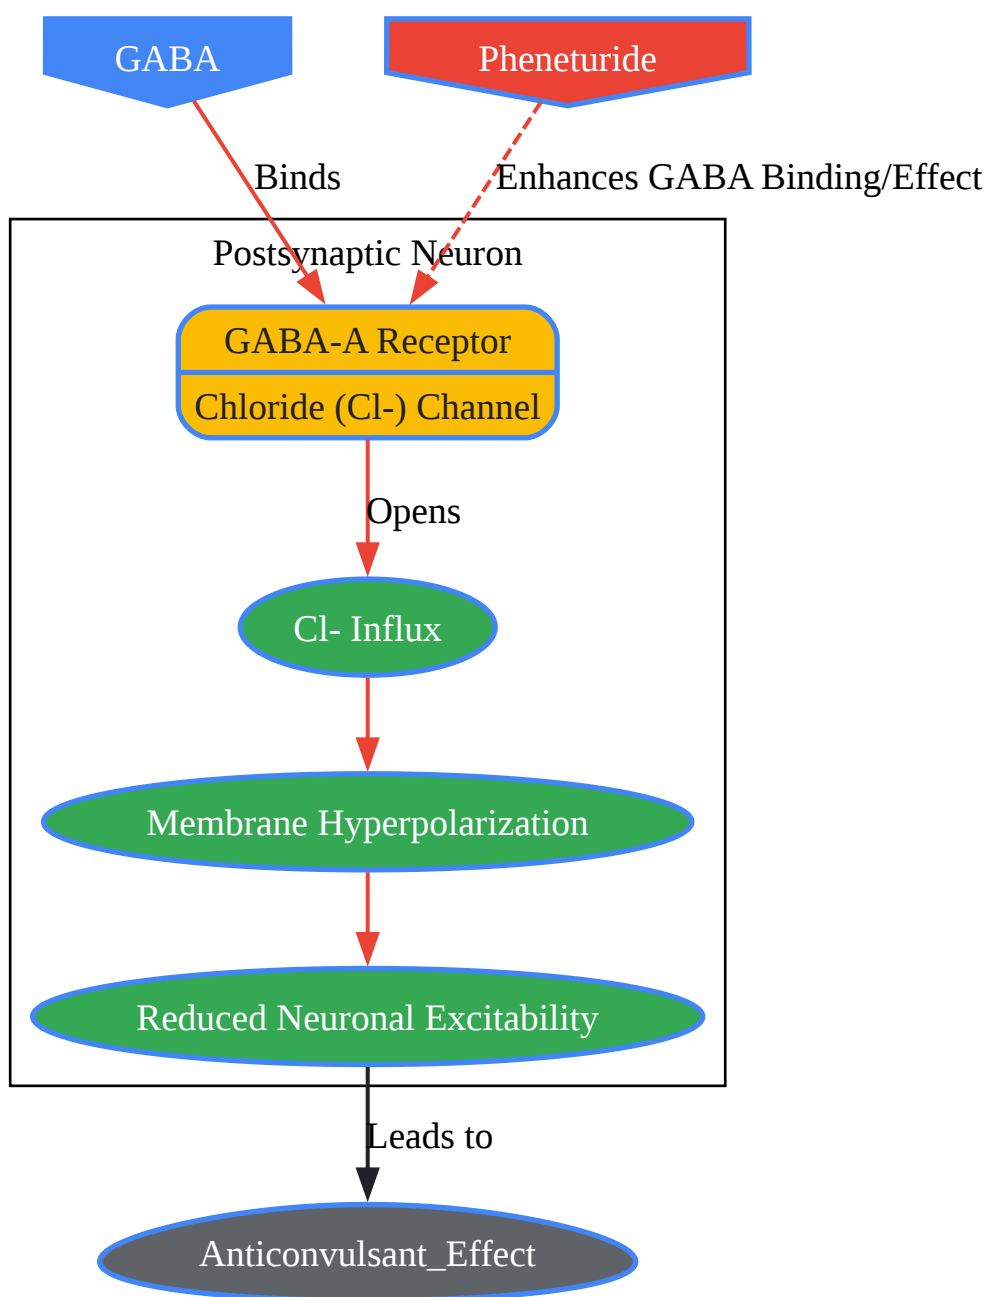 GABA
Pheneturide
Binds
Enhances GABA Binding/Effect
Postsynaptic Neuron
GABA-A Receptor
Chloride (Cl-) Channel
Opens
Cl- Influx
Membrane Hyperpolarization
Reduced Neuronal Excitability
Leads to
Anticonvulsant_Effect